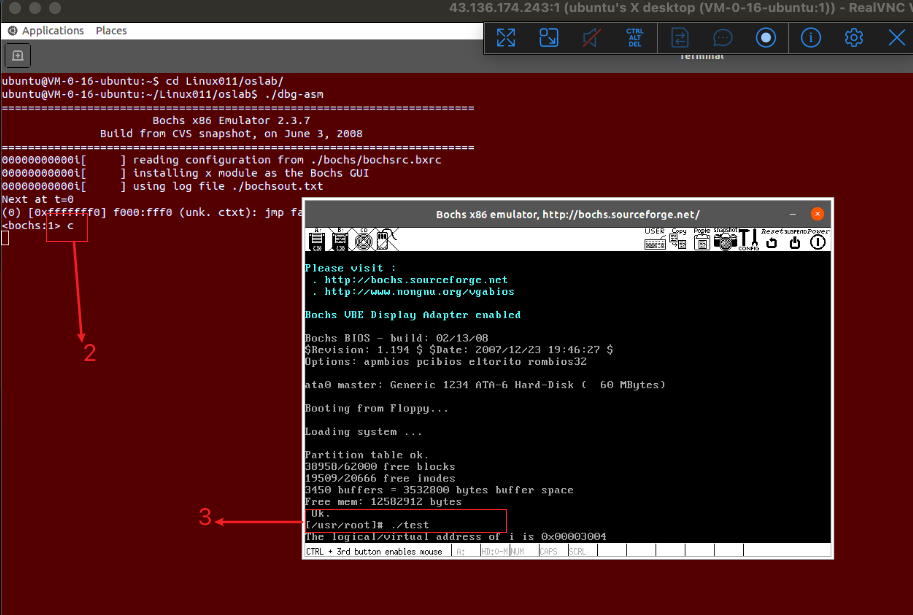 43.136.174.243:1 (ubuntu's X desktop (VM-0-16-ubuntu:1)) - RealVNC
Applications Places
CTRL ALT DEL
Terminal
ubuntu@VM-0-16-ubuntu:~$ cd Linux011/oslab/
ubuntu@VM-0-16-ubuntu:~/Linux011/oslab$ ./dbg-asm
========================================================================
Bochs x86 Emulator 2.3.7
Build from CVS snapshot, on June 3, 2008
========================================================================
00000000000i[ ] reading configuration from ./bochs/bochsrc.bxrc
00000000000i[ ] installing x module as the Bochs GUI
00000000000i[ ] using log file ./bochsout.txt
Next at t=0
(0) [0xfffffff0] f000:fff0 (unk. ctxt): jmp fa
<bochs:1> c
2
Bochs x86 emulator, http://bochs.sourceforge.net/
A: B: CD USER Copy Paste snapshot CONFIG Reset Power
Please visit :
. http://bochs.sourceforge.net
. http://www.nongnu.org/vgabios
Bochs VBE Display Adapter enabled
Bochs BIOS - build: 02/13/08
$Revision: 1.194 $ $Date: 2007/12/23 19:46:27 $
Options: apmbios pcibios eltorito rombios32
ata0 master: Generic 1234 ATA-6 Hard-Disk ( 60 MBytes)
Booting from Floppy...
Loading system ...
Partition table ok.
38958/62000 free blocks
19509/20666 free inodes
3450 buffers = 3532800 bytes buffer space
Free mem: 12582912 bytes
Ok.
3
[/usr/root]# ./test
The logical/virtual address of i is 0x00003004
CTRL + 3rd button enables mouse A: HD:0-M NUM CAPS SCRL